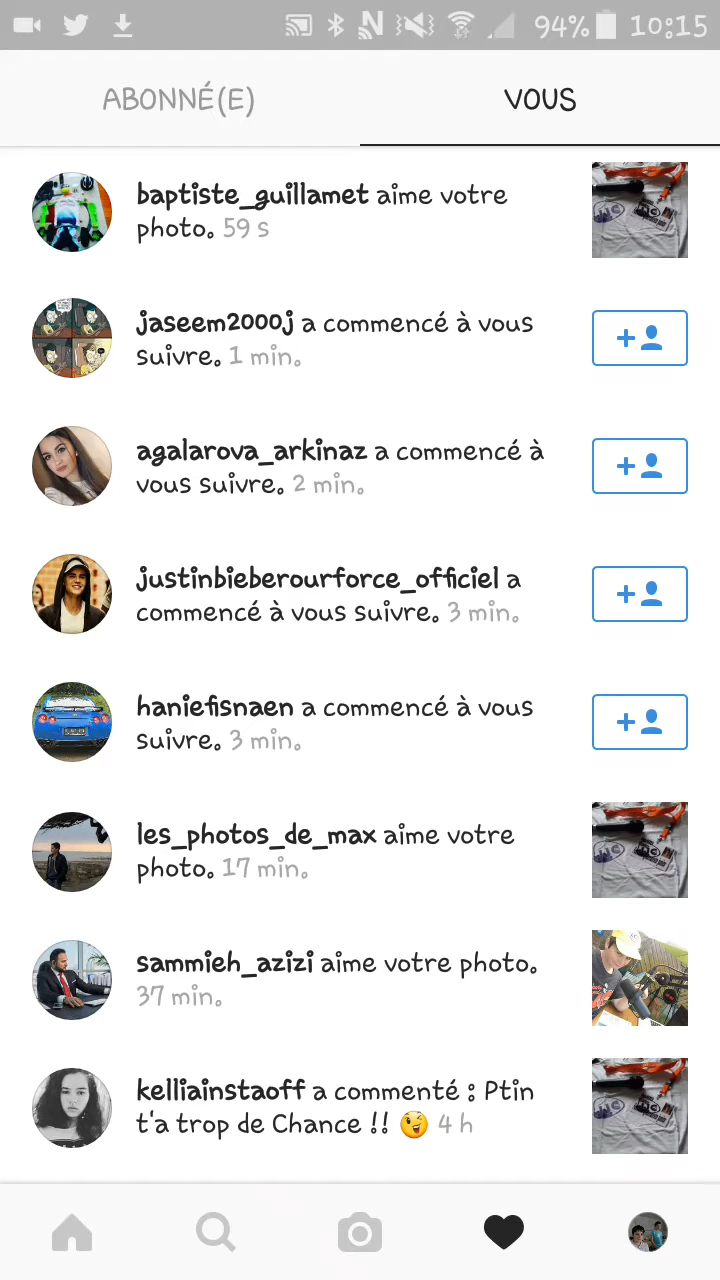 94% 10:15
ABONNÉ(E) VOUS
baptiste_guillamet aime votre
photo. 59 s
jaseem2000j a commencé à vous
suivre. 1 min.
agalarova_arkinaz a commencé à
vous suivre. 2 min.
justinbieberourforce_officiel a
commencé à vous suivre. 3 min.
haniefisnaen a commencé à vous
suivre. 3 min.
les_photos_de_max aime votre
photo. 17 min.
sammieh_azizi aime votre photo.
37 min.
kelliainstaoff a commenté : Ptin
t'a trop de Chance !! 😉 4 h